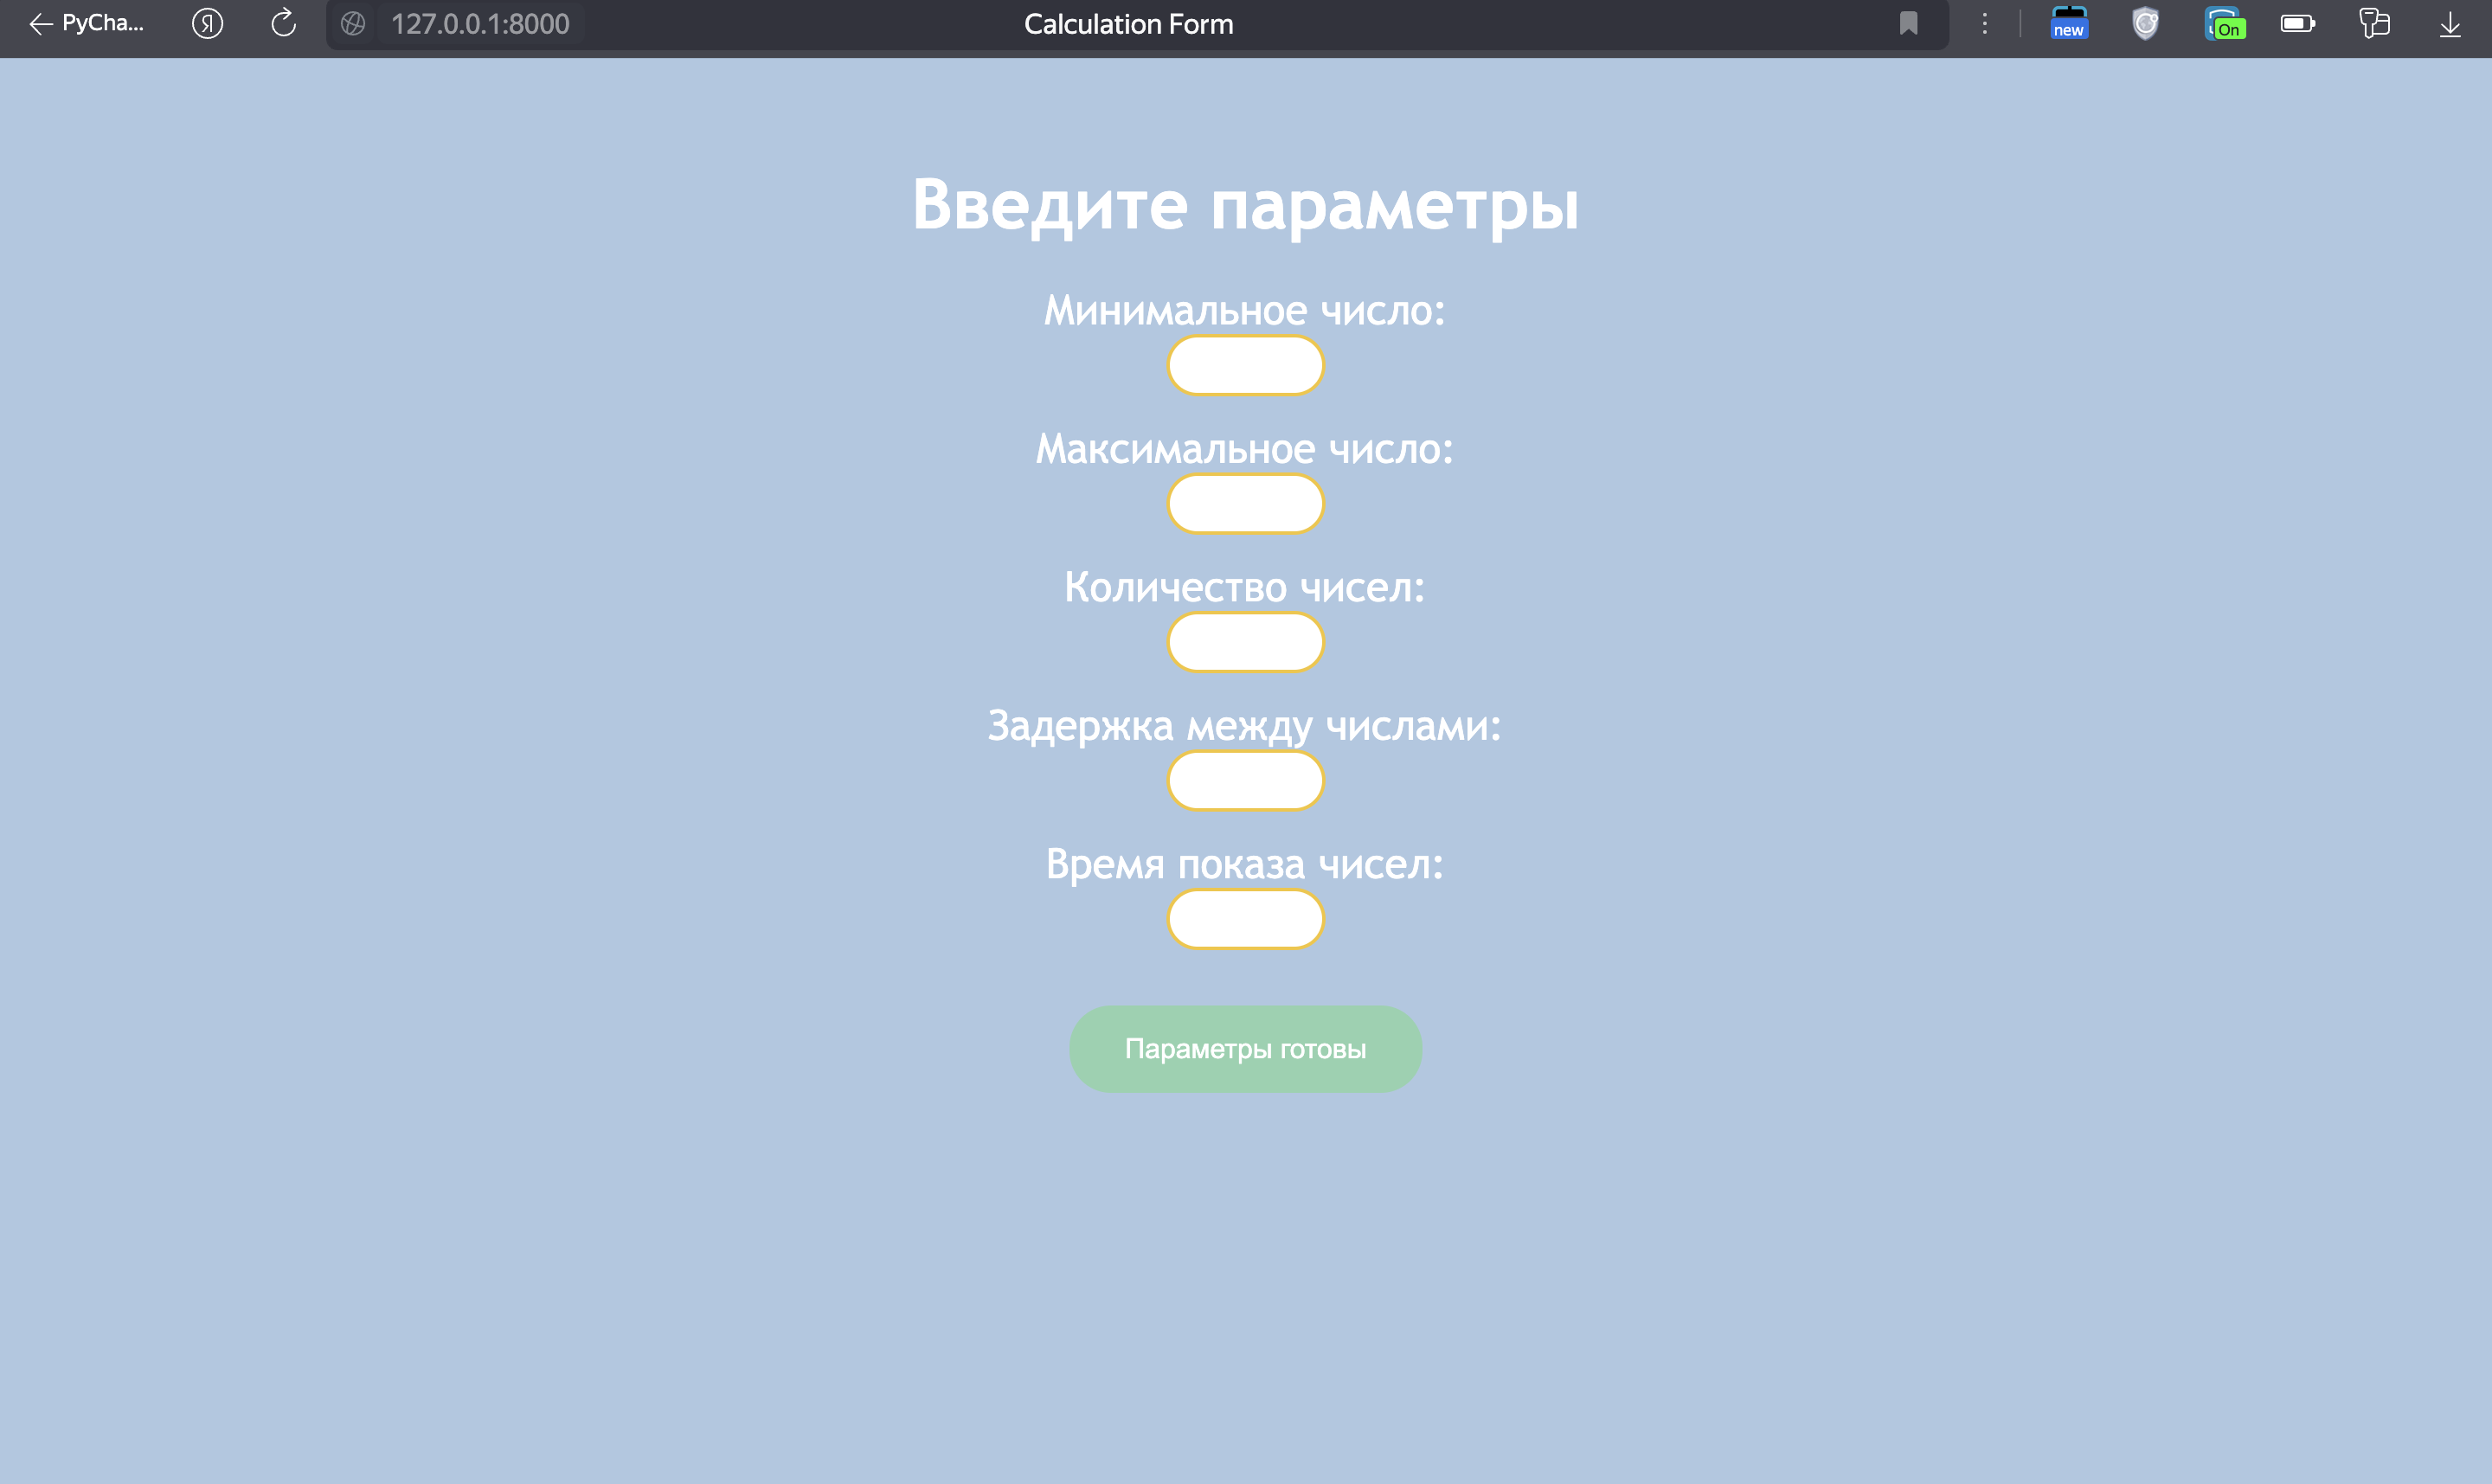 PyCha...
Я
127.0.0.1:8000
Calculation Form
new
On
Введите параметры
Минимальное число:
Максимальное число:
Количество чисел:
Задержка между числами:
Время показа чисел:
Параметры готовы